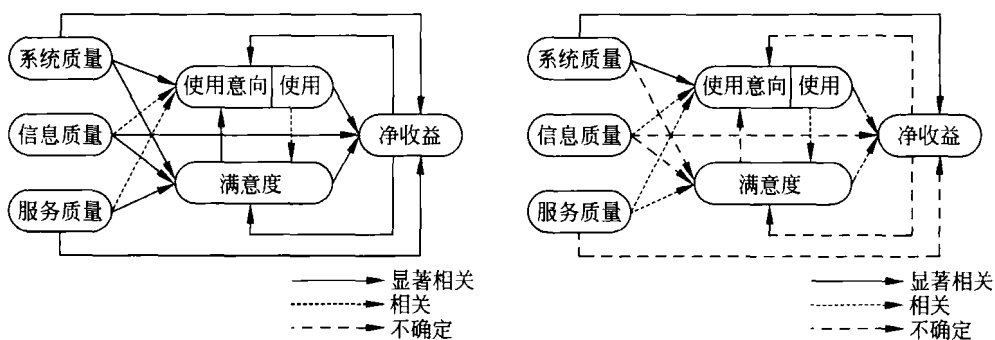 系统质量
使用意向 使用
信息质量
净收益
满意度
服务质量
显著相关
相关
不确定
系统质量
使用意向 使用
信息质量
净收益
满意度
服务质量
显著相关
相关
不确定